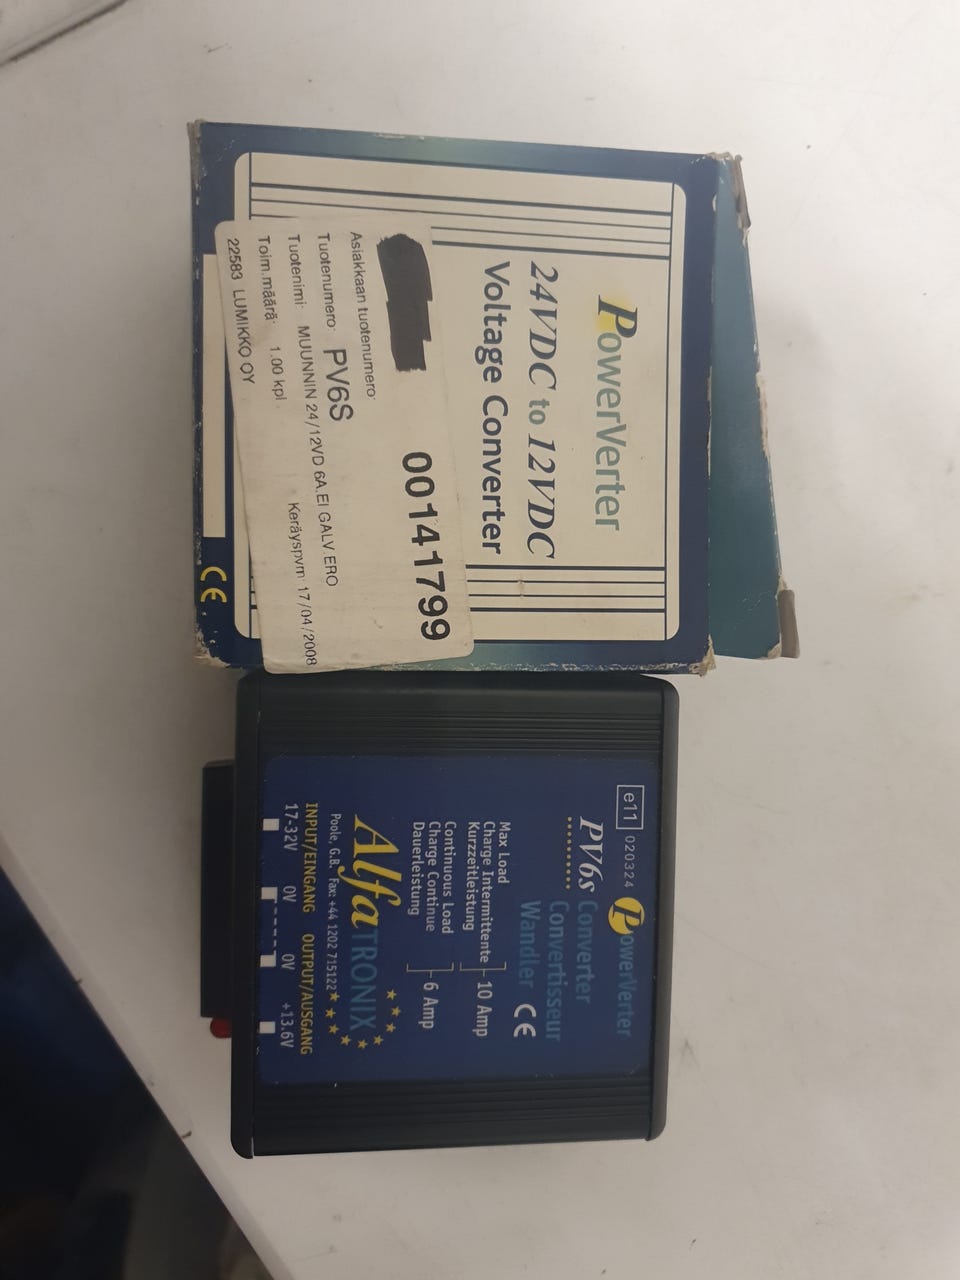 PowerVerter
24VDC to 12VDC
Voltage Converter
00141799
Asiakkaan tuotenumero:
Tuotenumero: PV6S
Tuotenimi: MUUNNIN 24/12VD 6A.EI GALV.ERO
Keräyspvm: 17/04/2008
Toim.määrä: 1.00 kpl
22583 LUMIKKO OY
CE
e11 020324 PowerVerter
PV6s Converter
Convertisseur
Wandler CE
Max Load
Charge Intermittente 10 Amp
Kurzzeitleistung
Continuous Load
Charge Continue 6 Amp
Dauerleistung
AlfaTRONIX
Poole, G.B. Fax: +44 1202 715122
INPUT/EINGANG OUTPUT/AUSGANG
17-32V 0V 0V +13.6V